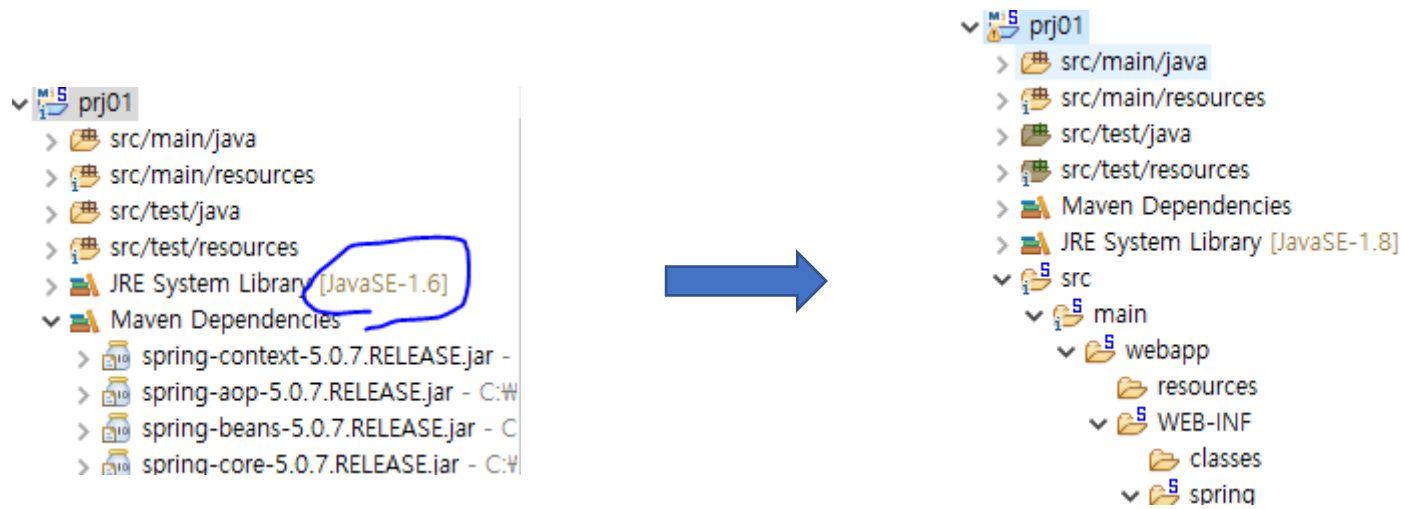 prj01
src/main/java
src/main/resources
src/test/java
src/test/resources
JRE System Library [JavaSE-1.6]
Maven Dependencies
spring-context-5.0.7.RELEASE.jar -
spring-aop-5.0.7.RELEASE.jar - C:₩
spring-beans-5.0.7.RELEASE.jar - C
spring-core-5.0.7.RELEASE.jar - C:₩
prj01
src/main/java
src/main/resources
src/test/java
src/test/resources
Maven Dependencies
JRE System Library [JavaSE-1.8]
src
main
webapp
resources
WEB-INF
classes
spring